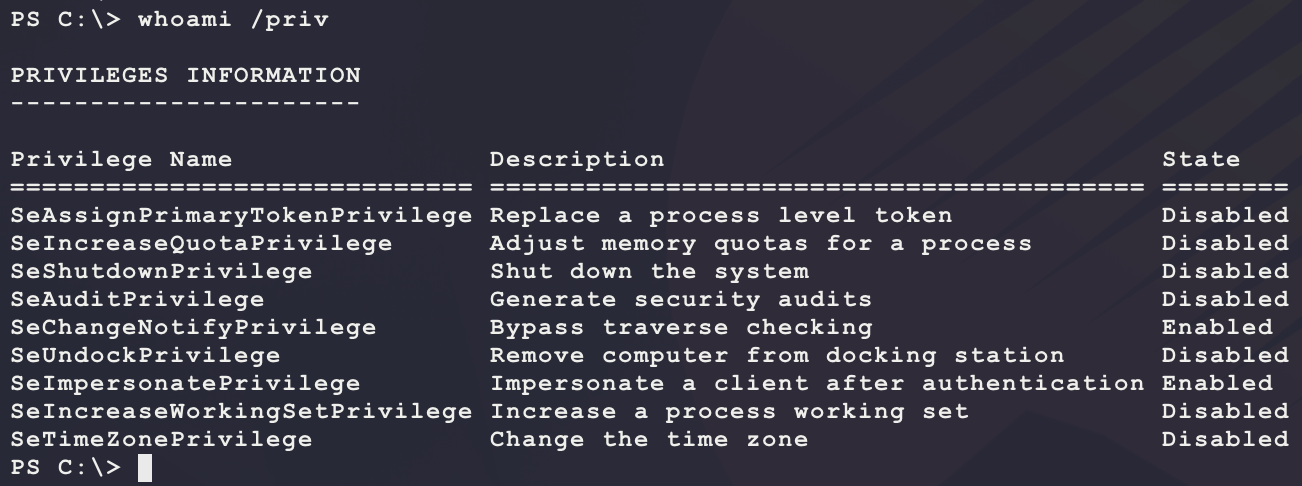 PS C:\> whoami /priv
PRIVILEGES INFORMATION
----------------------
Privilege Name                Description                               State
============================= ========================================= ========
SeAssignPrimaryTokenPrivilege Replace a process level token             Disabled
SeIncreaseQuotaPrivilege      Adjust memory quotas for a process        Disabled
SeShutdownPrivilege           Shut down the system                      Disabled
SeAuditPrivilege              Generate security audits                  Disabled
SeChangeNotifyPrivilege       Bypass traverse checking                  Enabled
SeUndockPrivilege             Remove computer from docking station      Disabled
SeImpersonatePrivilege        Impersonate a client after authentication Enabled
SeIncreaseWorkingSetPrivilege Increase a process working set            Disabled
SeTimeZonePrivilege           Change the time zone                      Disabled
PS C:\>